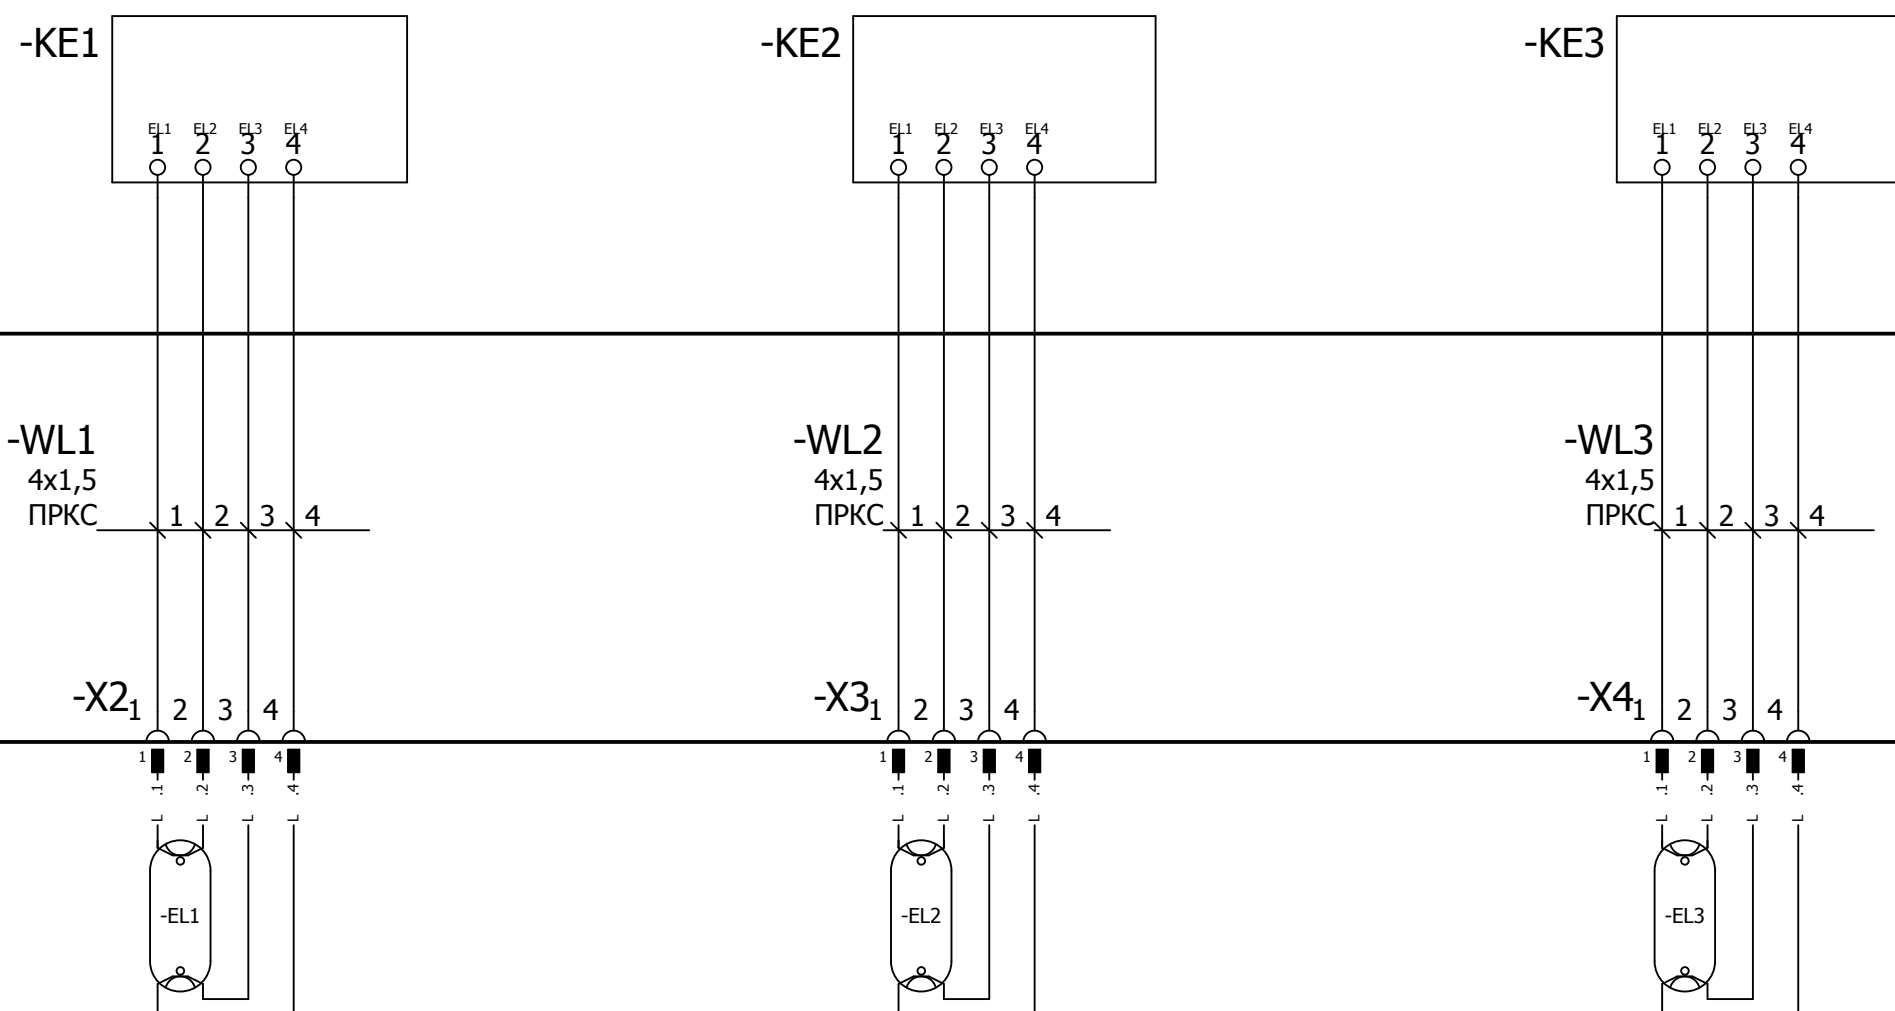 -KE1 -KE2 -KE3
EL1 EL2 EL3 EL4 EL1 EL2 EL3 EL4 EL1 EL2 EL3 EL4
1 2 3 4 1 2 3 4 1 2 3 4
-WL1 -WL2 -WL3
4x1,5 4x1,5 4x1,5
ПРКС 1 2 3 4 ПРКС 1 2 3 4 ПРКС 1 2 3 4
-X2 1 2 3 4 -X3 1 2 3 4 -X4 1 2 3 4
1 2 3 4 1 2 3 4 1 2 3 4
L .1 L .2 L .3 L .4 L .1 L .2 L .3 L .4 L .1 L .2 L .3 L .4
-EL1 -EL2 -EL3